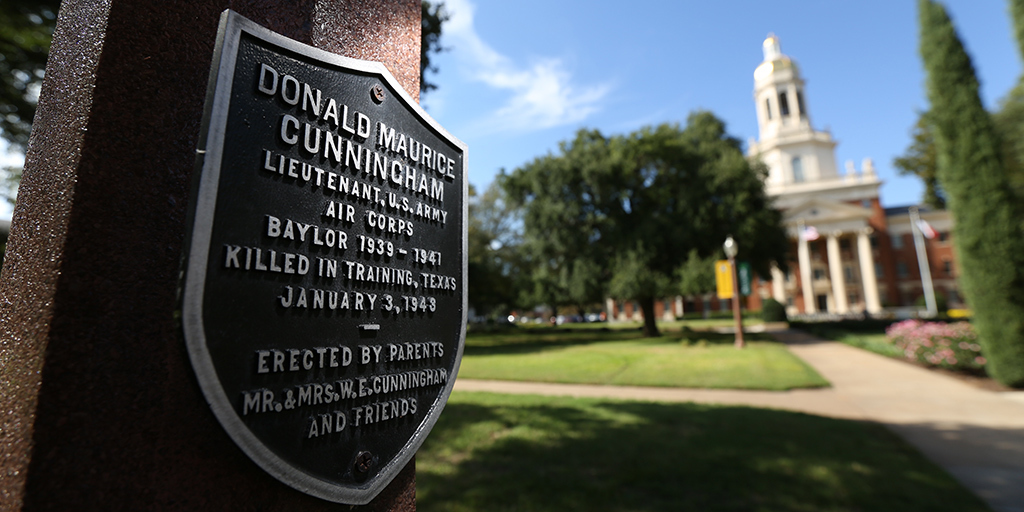 DONALD MAURICE
CUNNINGHAM
LIEUTENANT, U.S. ARMY
AIR CORPS
BAYLOR 1939 - 1941
KILLED IN TRAINING, TEXAS
JANUARY 3, 1943
ERECTED BY PARENTS
MR. & MRS. W. E. CUNNINGHAM
AND FRIENDS